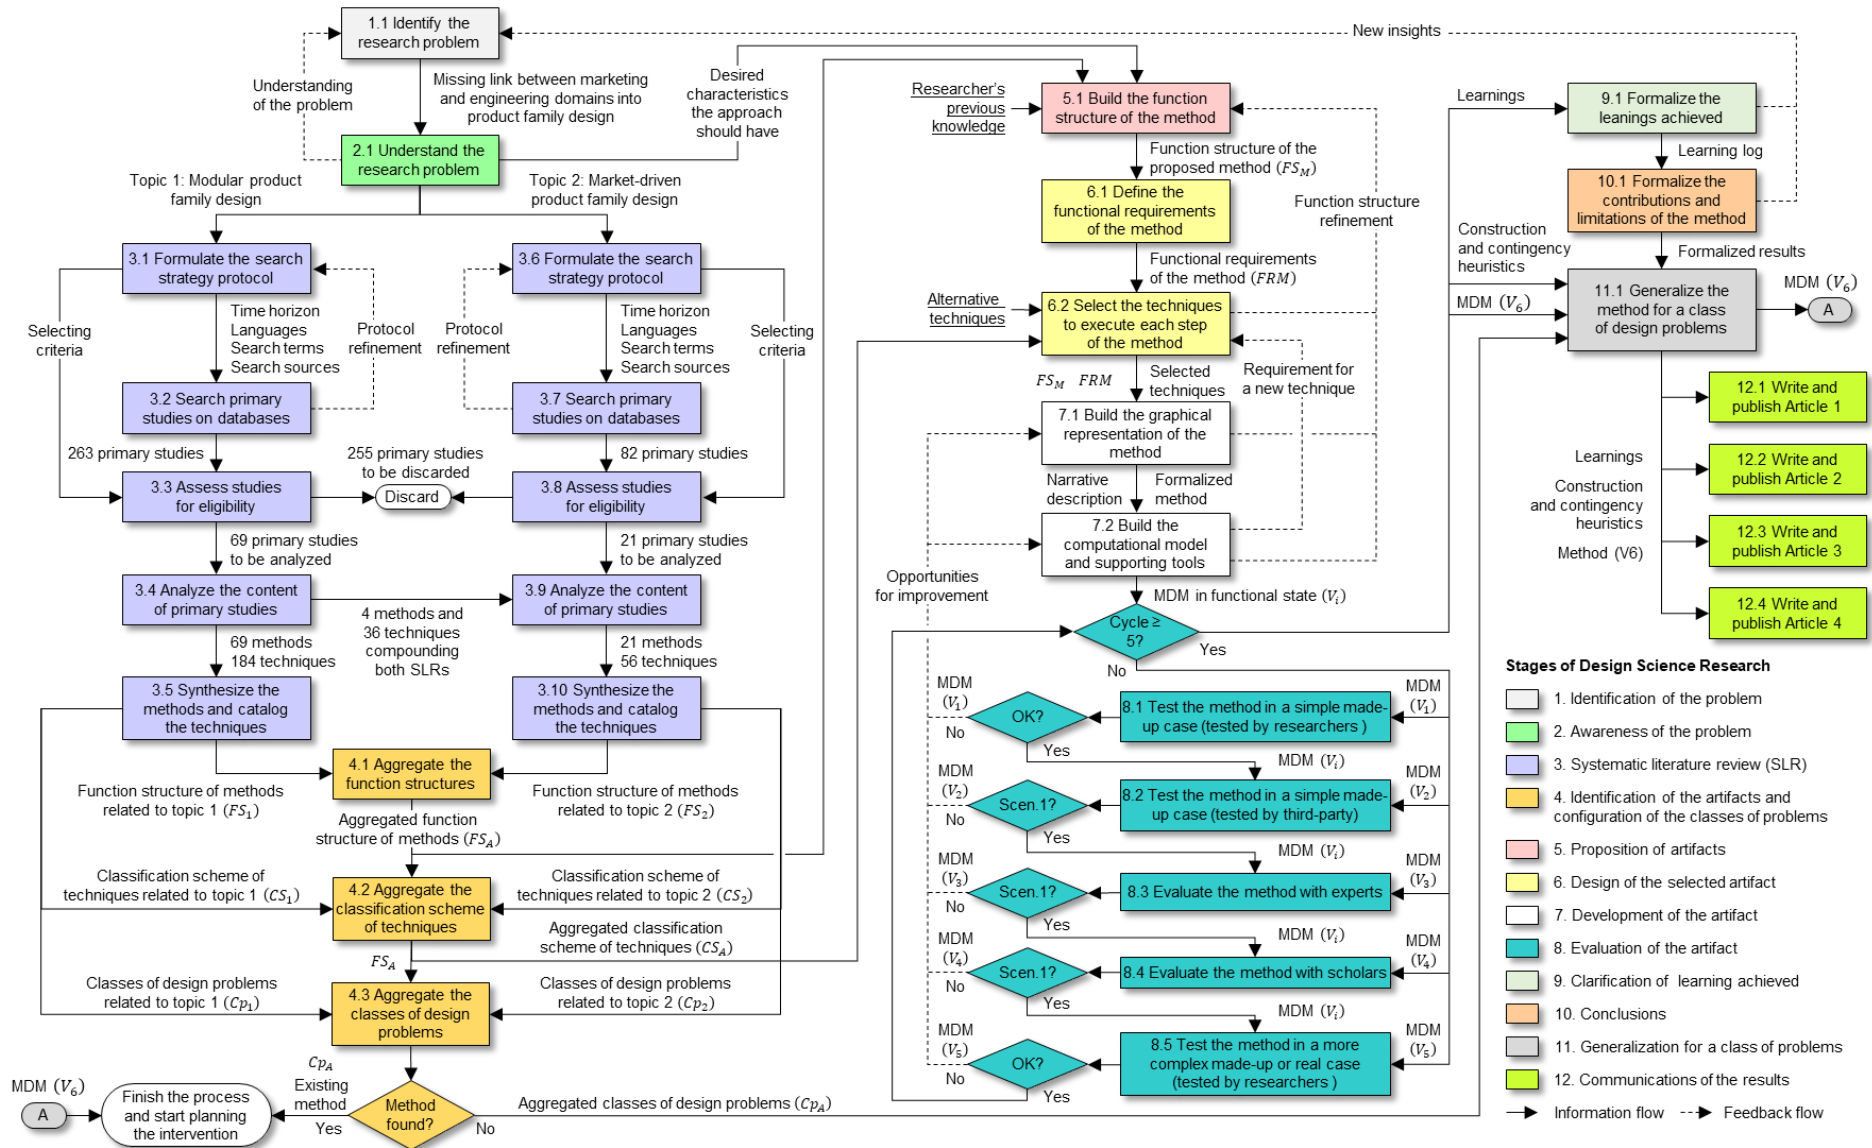 1.1 Identify the
research problem
New insights
Understanding
of the problem
Missing link between marketing
and engineering domains into
product family design
Desired
characteristics
the approach
should have
2.1 Understand the
research problem
Topic 1: Modular product
family design
Topic 2: Market-driven
product family design
3.1 Formulate the search
strategy protocol
3.6 Formulate the search
strategy protocol
Selecting
criteria
Time horizon
Languages
Search terms
Search sources
Protocol
refinement
Protocol
refinement
Time horizon
Languages
Search terms
Search sources
Selecting
criteria
3.2 Search primary
studies on databases
3.7 Search primary
studies on databases
263 primary studies
255 primary studies
to be discarded
82 primary studies
3.3 Assess studies
for eligibility
Discard
3.8 Assess studies
for eligibility
69 primary studies
to be analyzed
21 primary studies
to be analyzed
3.4 Analyze the content
of primary studies
3.9 Analyze the content
of primary studies
4 methods and
36 techniques
compounding
both SLRs
69 methods
184 techniques
21 methods
56 techniques
3.5 Synthesize the
methods and catalog
the techniques
3.10 Synthesize the
methods and catalog
the techniques
4.1 Aggregate the
function structures
Function structure of methods
related to topic 1 (FS₁)
Function structure of methods
related to topic 2 (FS₂)
Aggregated function
structure of methods (FS_A)
Classification scheme of
techniques related to topic 1 (CS₁)
4.2 Aggregate the
classification scheme
of techniques
Classification scheme of
techniques related to topic 2 (CS₂)
Aggregated classification
scheme of techniques (CS_A)
FS_A
Classes of design problems
related to topic 1 (Cp₁)
4.3 Aggregate the
classes of design
problems
Classes of design problems
related to topic 2 (Cp₂)
Cp_A
MDM (V₆)
A
Finish the process
and start planning
the intervention
Existing
method
Yes
Method
found?
No
Aggregated classes of design problems (Cp_A)
Researcher's
previous
knowledge
5.1 Build the function
structure of the method
Function structure of the
proposed method (FS_M)
6.1 Define the
functional requirements
of the method
Function structure
refinement
Functional requirements
of the method (FRM)
Alternative
techniques
6.2 Select the techniques
to execute each step
of the method
FS_M FRM
Selected
techniques
Requirement for
a new technique
7.1 Build the graphical
representation of the
method
Narrative
description
Formalized
method
7.2 Build the
computational model
and supporting tools
Opportunities
for improvement
MDM in functional state (V_i)
Cycle ≥
5?
Yes
No
MDM
(V₁)
OK?
No
Yes
8.1 Test the method in a simple made-
up case (tested by researchers )
MDM
(V₁)
MDM (V_i)
MDM
(V₂)
Scen.1?
No
Yes
8.2 Test the method in a simple made-
up case (tested by third-party)
MDM
(V₂)
MDM (V_i)
MDM
(V₃)
Scen.1?
No
Yes
8.3 Evaluate the method with experts
MDM
(V₃)
MDM (V_i)
MDM
(V₄)
Scen.1?
No
Yes
8.4 Evaluate the method with scholars
MDM
(V₄)
MDM (V_i)
MDM
(V₅)
OK?
No
Yes
8.5 Test the method in a more
complex made-up or real case
(tested by researchers )
MDM
(V₅)
Learnings
9.1 Formalize the
leanings achieved
Learning log
10.1 Formalize the
contributions and
limitations of the method
Construction
and contingency
heuristics
Formalized results
MDM (V₆)
11.1 Generalize the
method for a class
of design problems
MDM (V₆)
A
12.1 Write and
publish Article 1
Learnings
12.2 Write and
publish Article 2
Construction
and contingency
heuristics
12.3 Write and
publish Article 3
Method (V6)
12.4 Write and
publish Article 4
Stages of Design Science Research
1. Identification of the problem
2. Awareness of the problem
3. Systematic literature review (SLR)
4. Identification of the artifacts and
configuration of the classes of problems
5. Proposition of artifacts
6. Design of the selected artifact
7. Development of the artifact
8. Evaluation of the artifact
9. Clarification of learning achieved
10. Conclusions
11. Generalization for a class of problems
12. Communications of the results
Information flow
Feedback flow